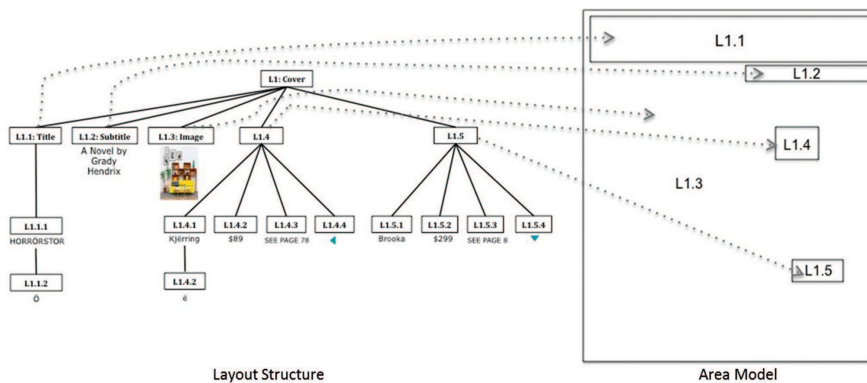 L1: Cover
L1.1: Title
L1.2: Subtitle
L1.3: Image
L1.4
L1.5
A Novel by
Grady
Hendrix
L1.1.1
HORRÖRSTOR
L1.4.1
L1.4.2
L1.4.3
L1.4.4
Kjërring
$89
SEE PAGE 78
L1.5.1
L1.5.2
L1.5.3
L1.5.4
Brooka
$299
SEE PAGE 8
L1.1.2
Ö
L1.4.2
ë
Layout Structure
L1.1
L1.2
L1.4
L1.3
L1.5
Area Model